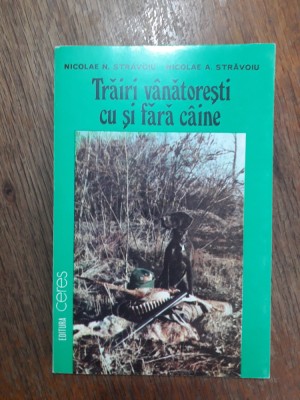 NICOLAE N. STRĂVOIU · NICOLAE A. STRĂVOIU
Trăiri vânătorești
cu și fără câine
EDITURA ceres